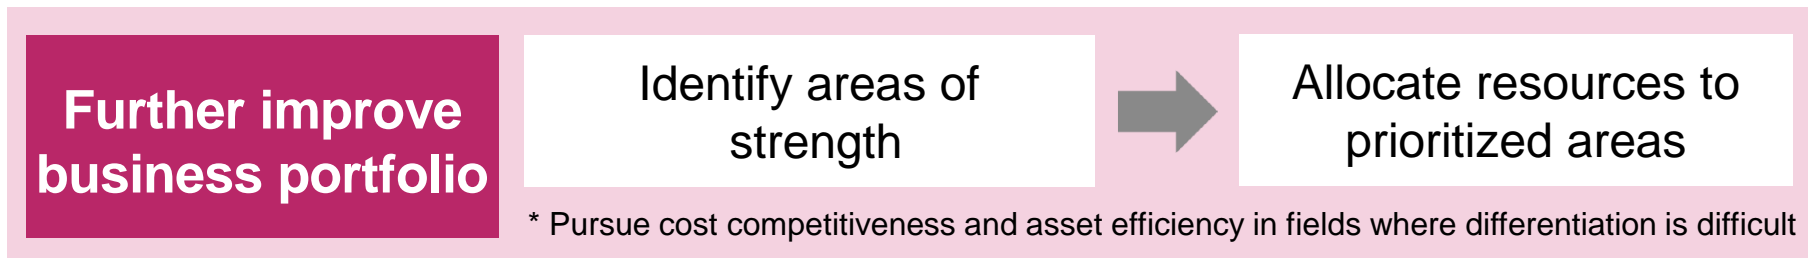 Further improve
business portfolio
Identify areas of
strength
Allocate resources to
prioritized areas
* Pursue cost competitiveness and asset efficiency in fields where differentiation is difficult